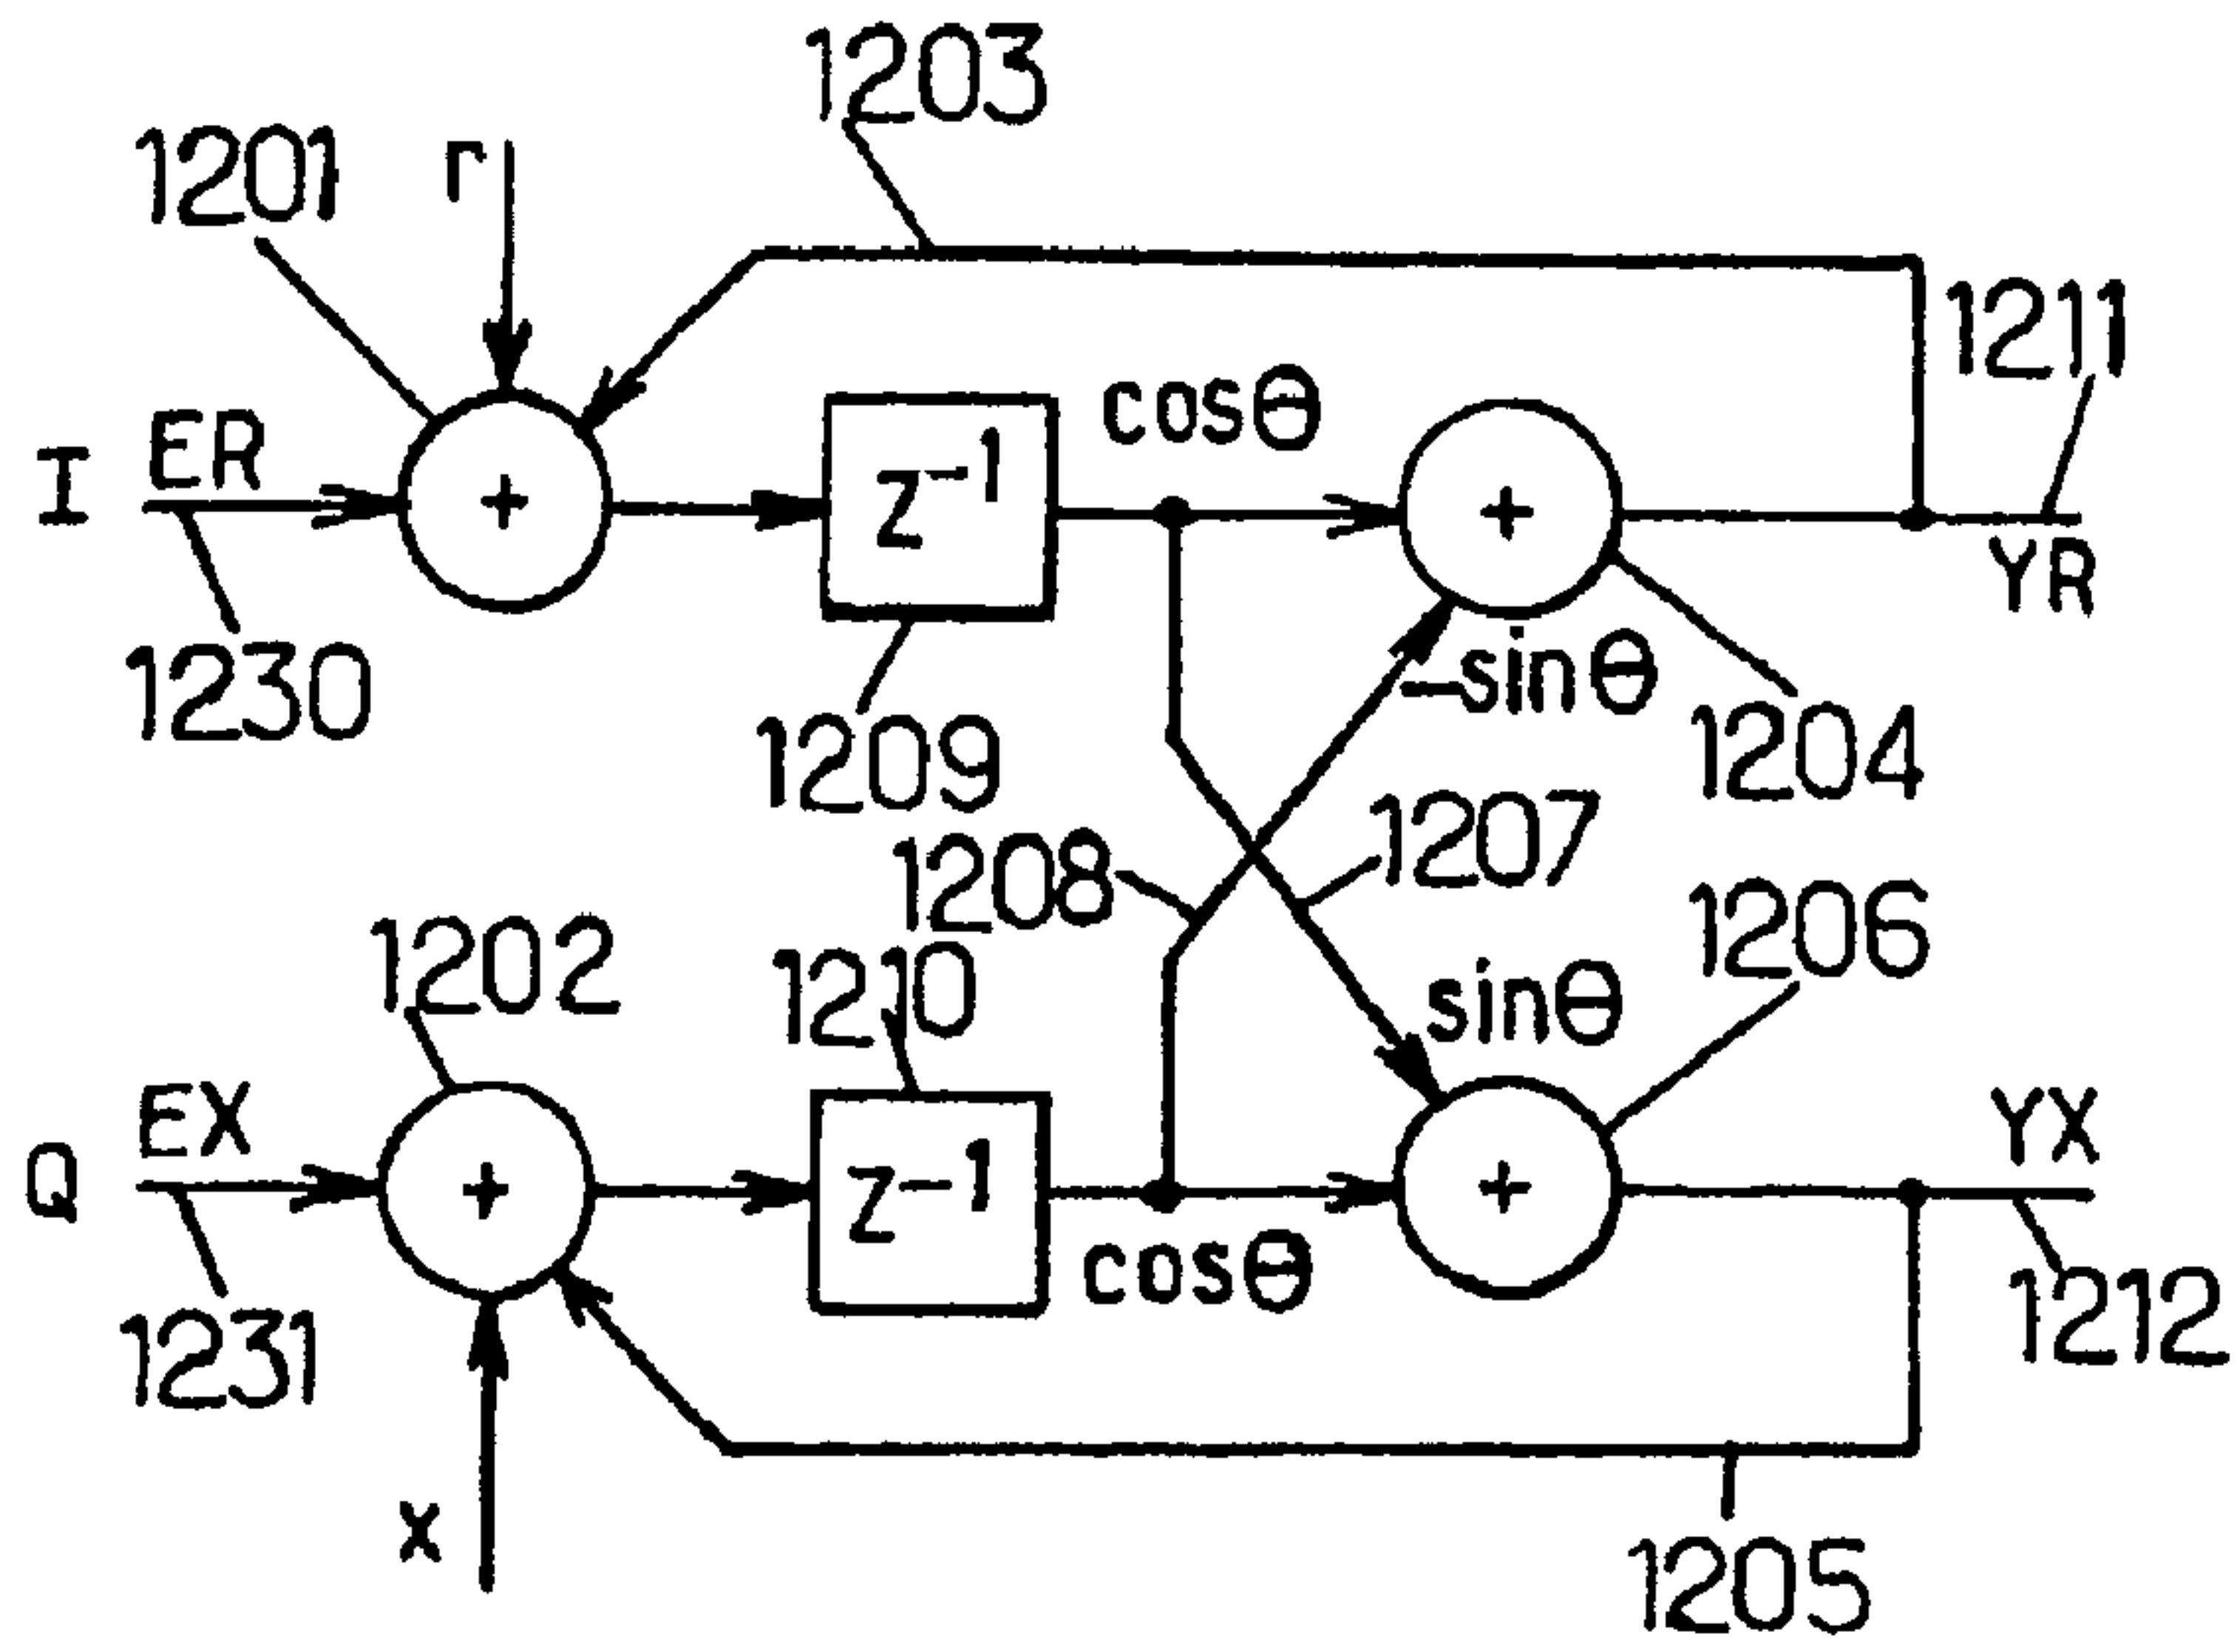 1203
1201
r
1211
cosθ
ER
I
+
z⁻¹
+
YR
1230
-sinθ
1209
1204
1207
1208
1206
1202
1210
sinθ
EX
YX
Q
+
z⁻¹
+
cosθ
1231
1212
x
1205